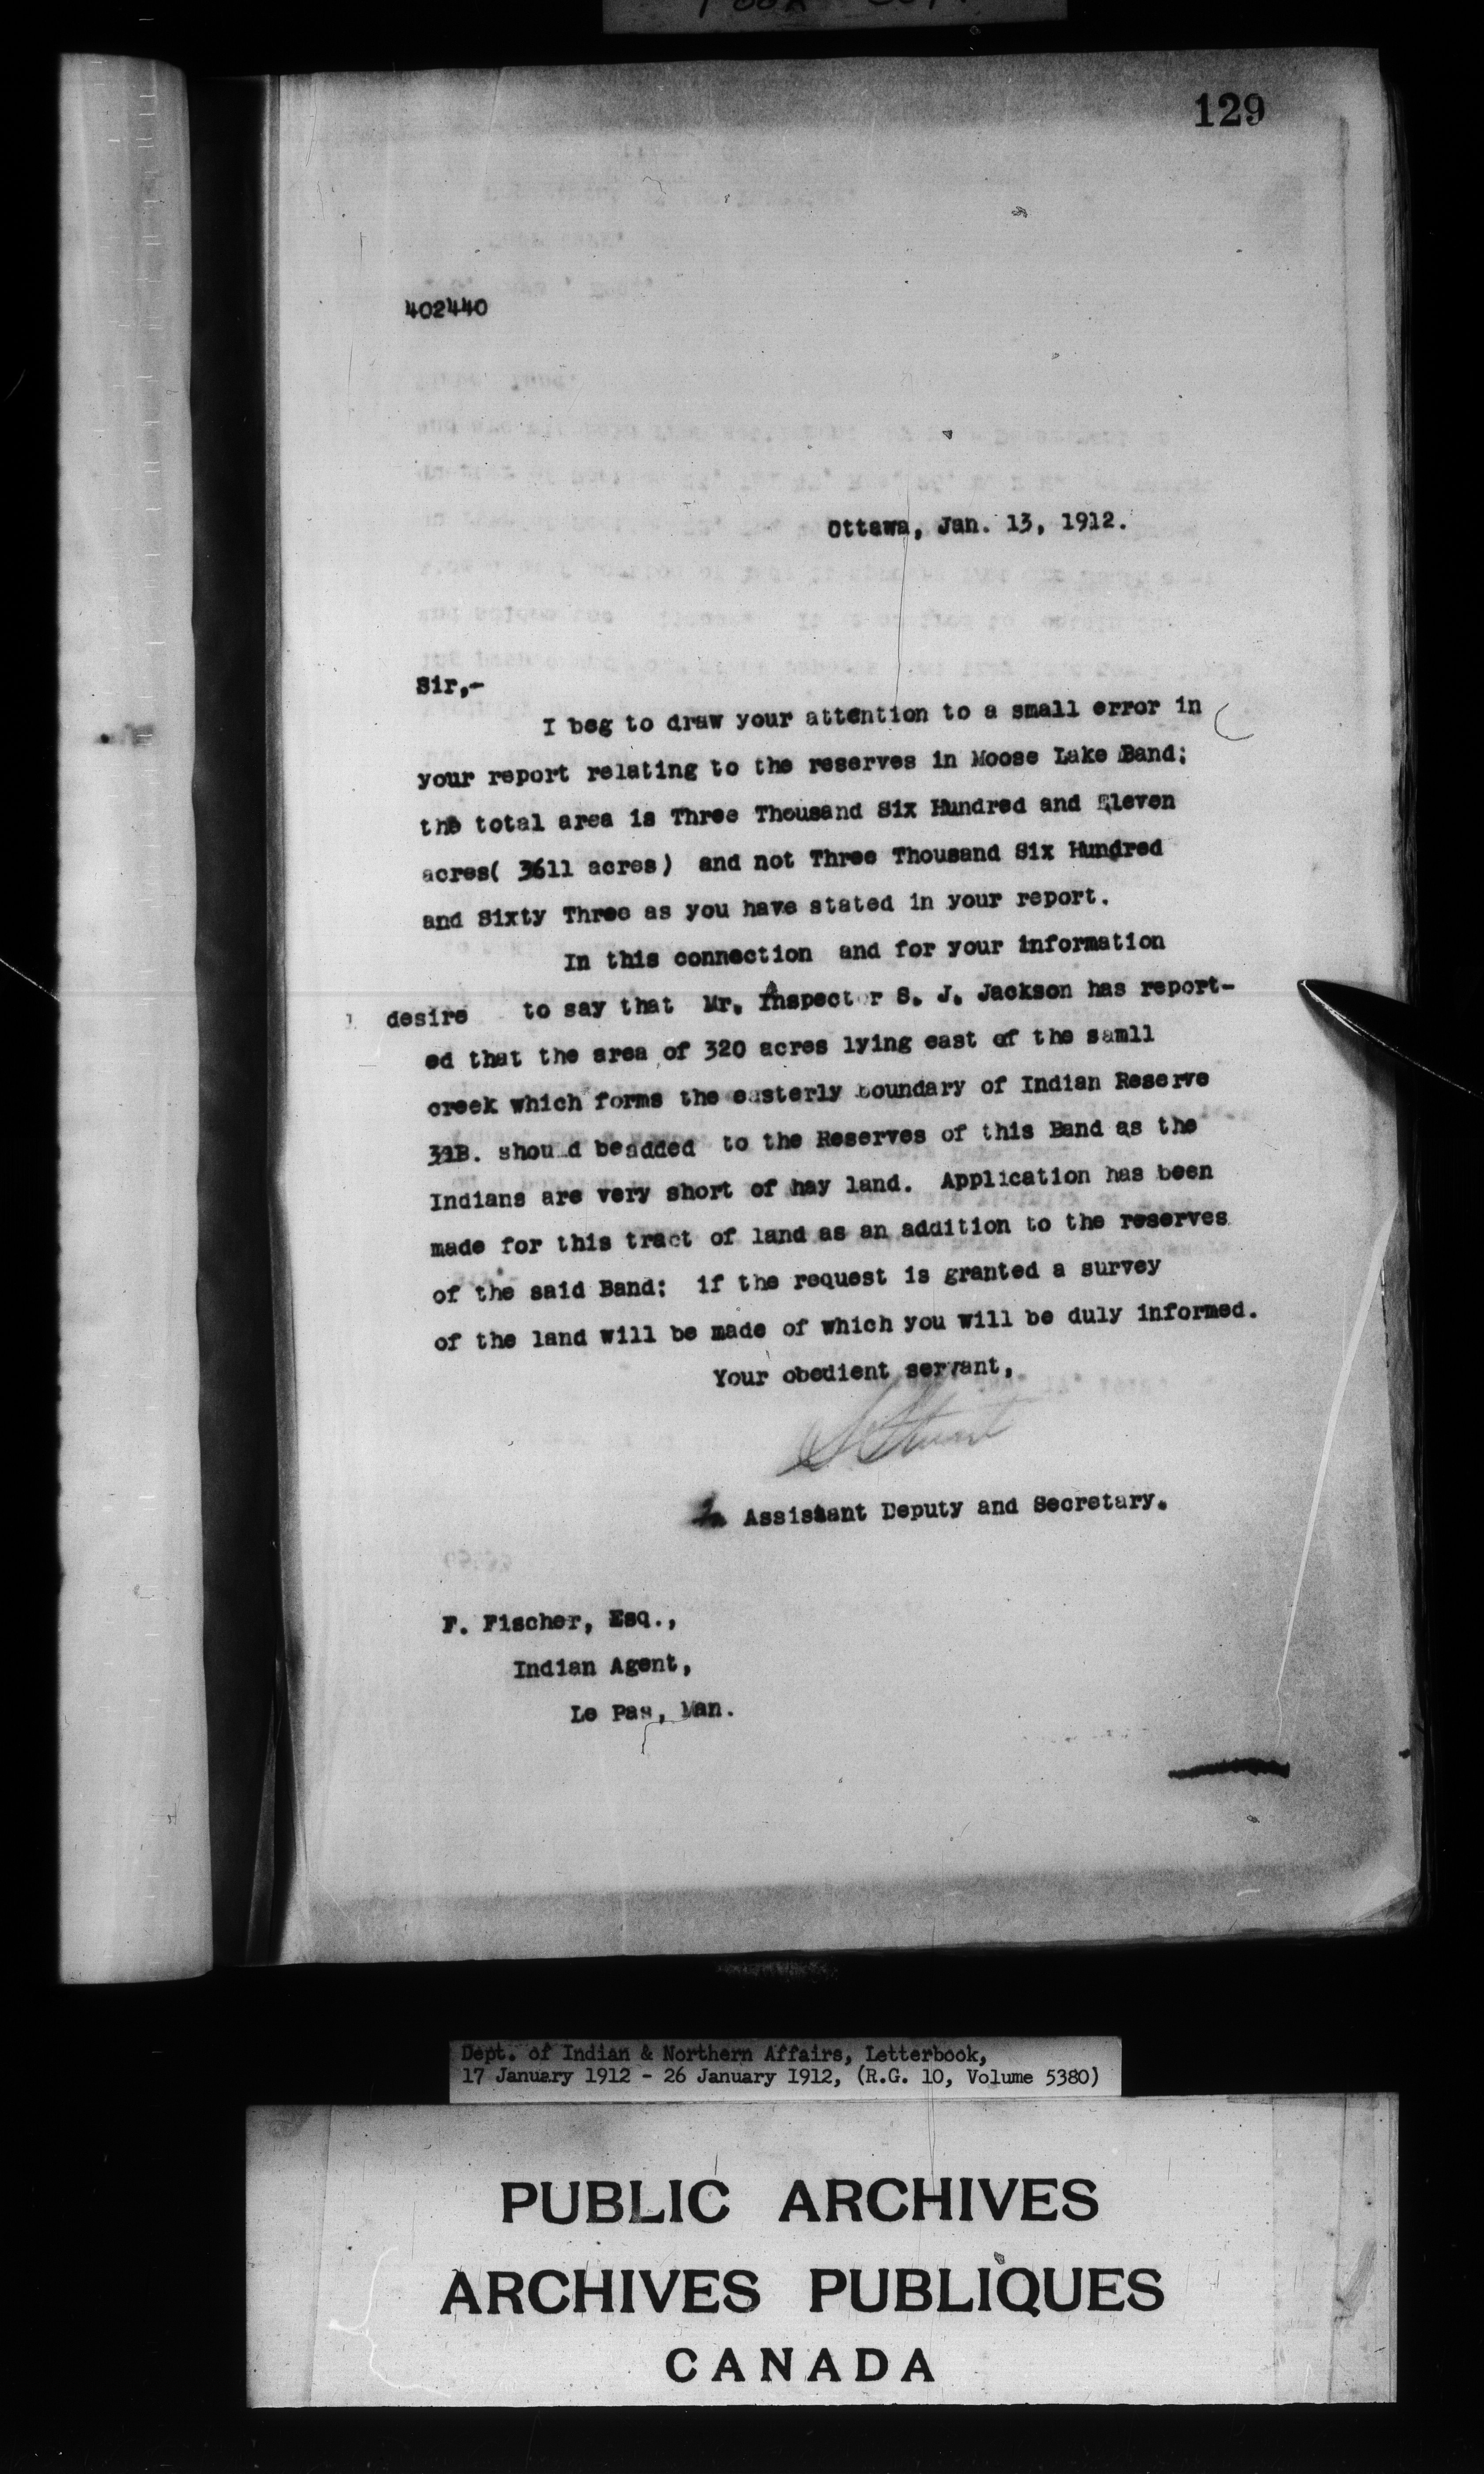 129
402440
Ottawa, Jan. 13, 1912.
Sir,-
I beg to draw your attention to a small error in
your report relating to the reserves in Moose Lake Band;
the total area is Three Thousand Six Hundred and Eleven
acres( 3611 acres) and not Three Thousand Six Hundred
and Sixty Three as you have stated in your report.
In this connection and for your information
desire to say that Mr. Inspector S. J. Jackson has report-
ed that the area of 320 acres lying east of the samll
creek which forms the easterly boundary of Indian Reserve
31B. should beadded to the Reserves of this Band as the
Indians are very short of hay land. Application has been
made for this tract of land as an addition to the reserves
of the said Band; if the request is granted a survey
of the land will be made of which you will be duly informed.
Your obedient servant,
Assistant Deputy and Secretary.
F. Fischer, Esq.,
Indian Agent,
Le Pas, Man.
Dept. of Indian & Northern Affairs, Letterbook,
17 January 1912 - 26 January 1912, (R.G. 10, Volume 5380)
PUBLIC ARCHIVES
ARCHIVES PUBLIQUES
CANADA